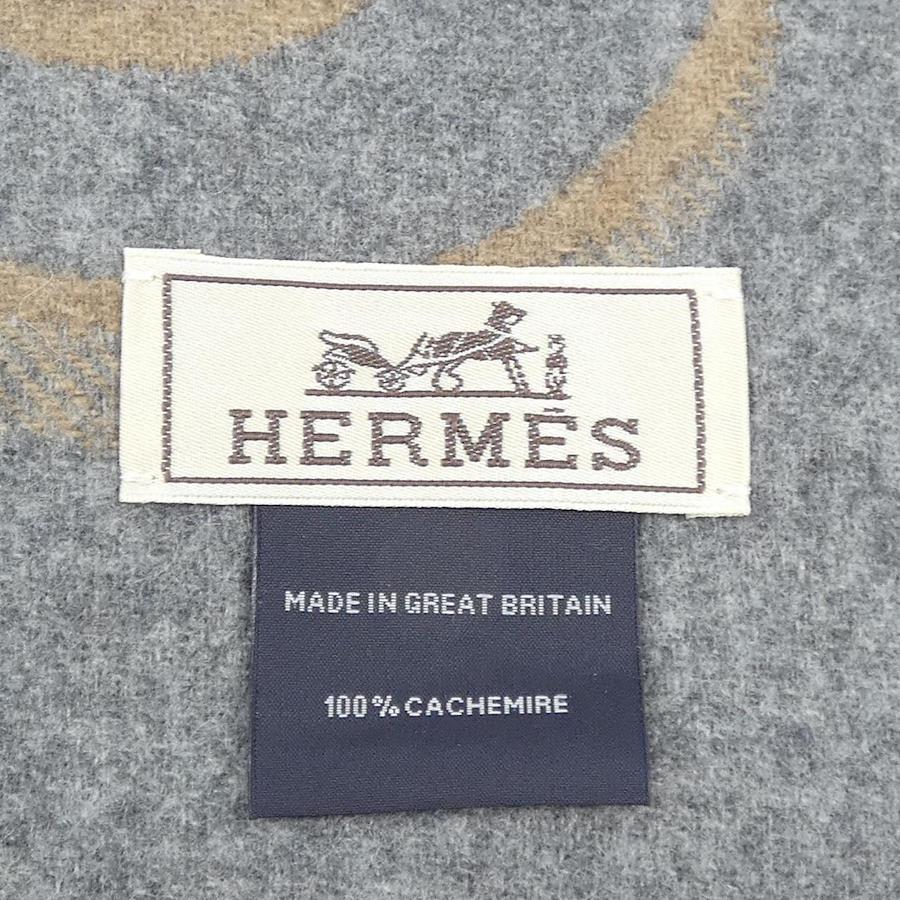 HERMÈS
MADE IN GREAT BRITAIN
100% CACHEMIRE